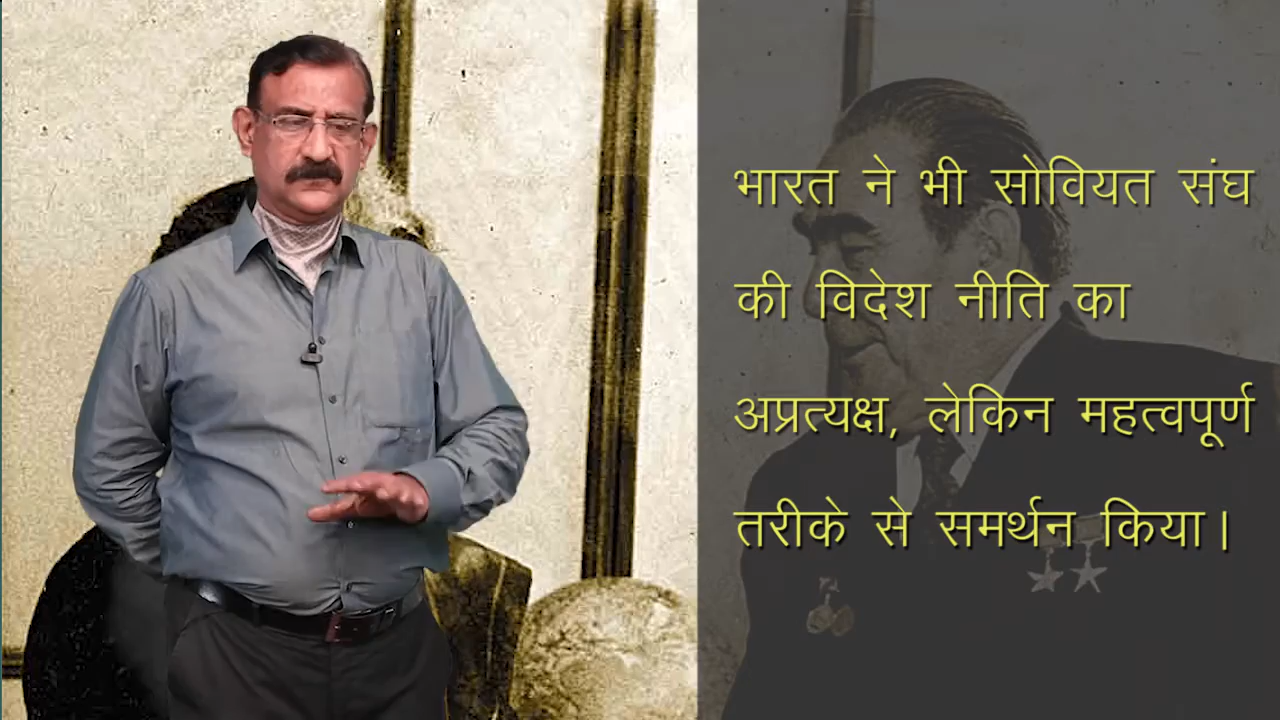 भारत ने भी सोवियत संघ
की विदेश नीति का
अप्रत्यक्ष, लेकिन महत्वपूर्ण
तरीके से समर्थन किया।